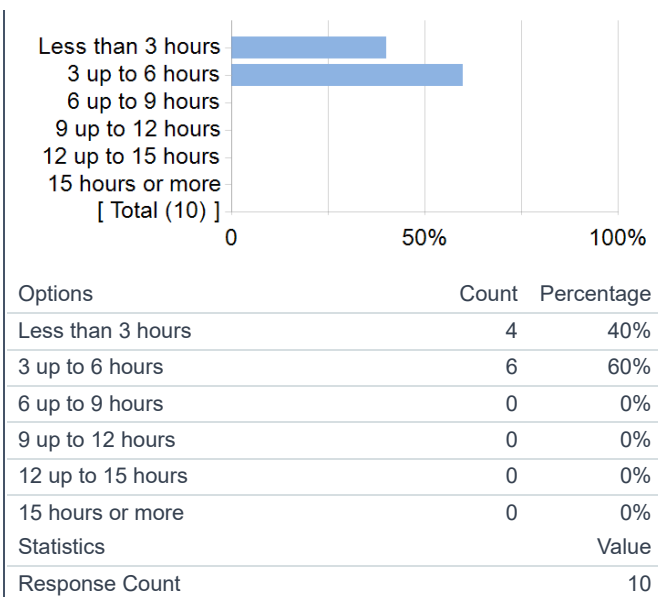 Less than 3 hours
3 up to 6 hours
6 up to 9 hours
9 up to 12 hours
12 up to 15 hours
15 hours or more
[ Total (10) ]
0 50% 100%
Options Count Percentage
Less than 3 hours 4 40%
3 up to 6 hours 6 60%
6 up to 9 hours 0 0%
9 up to 12 hours 0 0%
12 up to 15 hours 0 0%
15 hours or more 0 0%
Statistics Value
Response Count 10